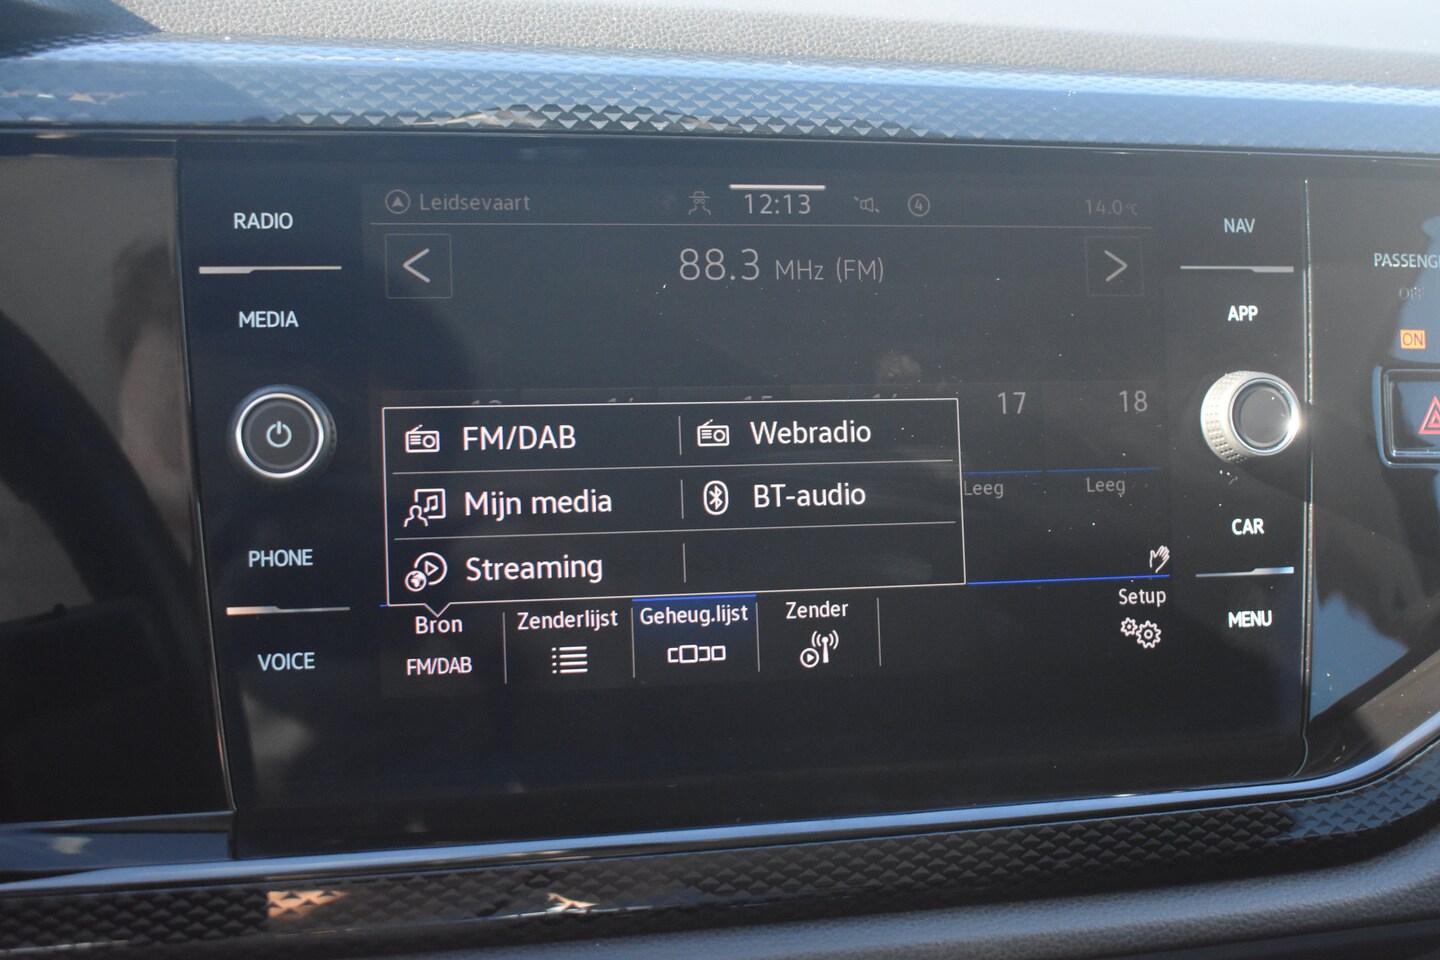 RADIO
MEDIA
PHONE
VOICE
Leidsevaart
12:13
4
14.0°C
88.3 MHz (FM)
17
18
FM/DAB
Webradio
Mijn media
BT-audio
Streaming
Leeg
Leeg
Bron
FM/DAB
Zenderlijst
Geheug.lijst
Zender
Setup
NAV
APP
CAR
MENU
PASSENG
ON